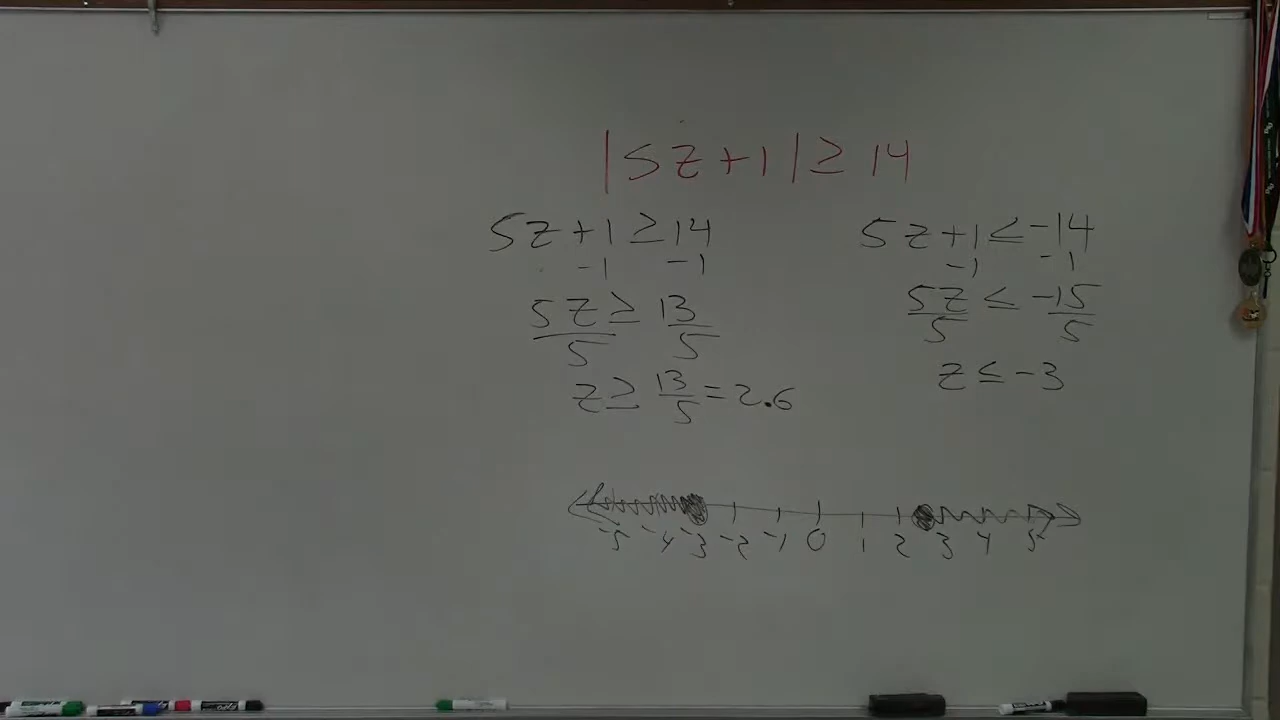 |5z+1|≥14
5z+1≥14
-1 -1
5z≥13
5 5
z≥13/5=2.6
5z+1≤-14
-1 -1
5z≤-15
5 5
z≤-3
-5 -4 -3 -2 -1 0 1 2 3 4 5